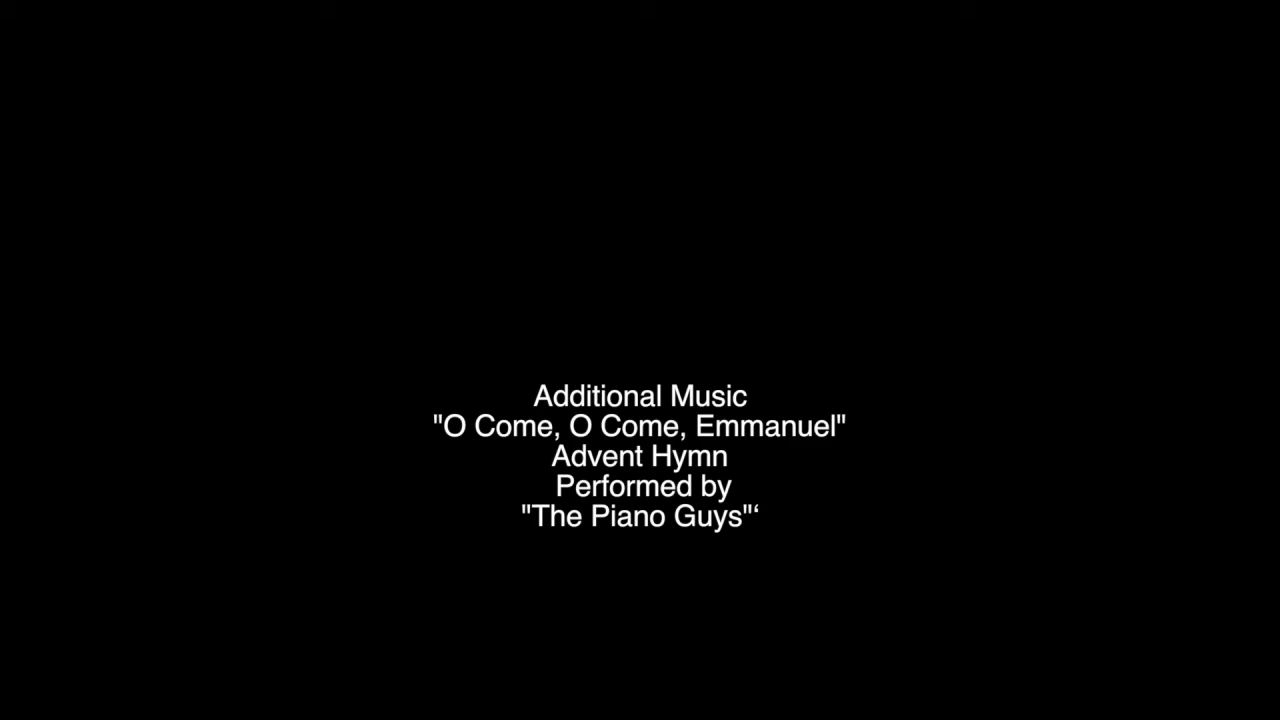 Additional Music
"O Come, O Come, Emmanuel"
Advent Hymn
Performed by
"The Piano Guys"‘